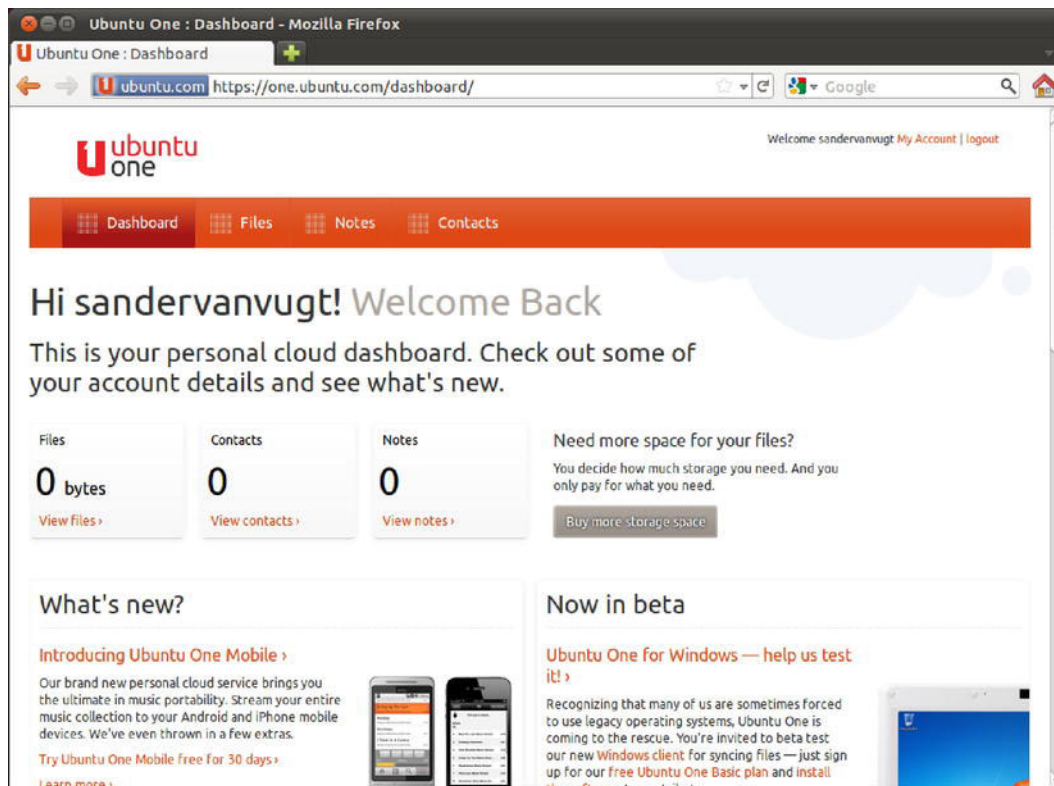 Ubuntu One : Dashboard - Mozilla Firefox
Ubuntu One : Dashboard
ubuntu.com https://one.ubuntu.com/dashboard/
Google
ubuntu
one
Welcome sandervanvugt My Account | logout
Dashboard Files Notes Contacts
Hi sandervanvugt! Welcome Back
This is your personal cloud dashboard. Check out some of
your account details and see what's new.
Files
0 bytes
View files ›
Contacts
0
View contacts ›
Notes
0
View notes ›
Need more space for your files?
You decide how much storage you need. And you
only pay for what you need.
Buy more storage space
What's new?
Introducing Ubuntu One Mobile ›
Our brand new personal cloud service brings you
the ultimate in music portability. Stream your entire
music collection to your Android and iPhone mobile
devices. We've even thrown in a few extras.
Try Ubuntu One Mobile free for 30 days ›
Learn more ›
Now in beta
Ubuntu One for Windows — help us test
it! ›
Recognizing that many of us are sometimes forced
to use legacy operating systems, Ubuntu One is
coming to the rescue. You're invited to beta test
our new Windows client for syncing files — just sign
up for our free Ubuntu One Basic plan and install